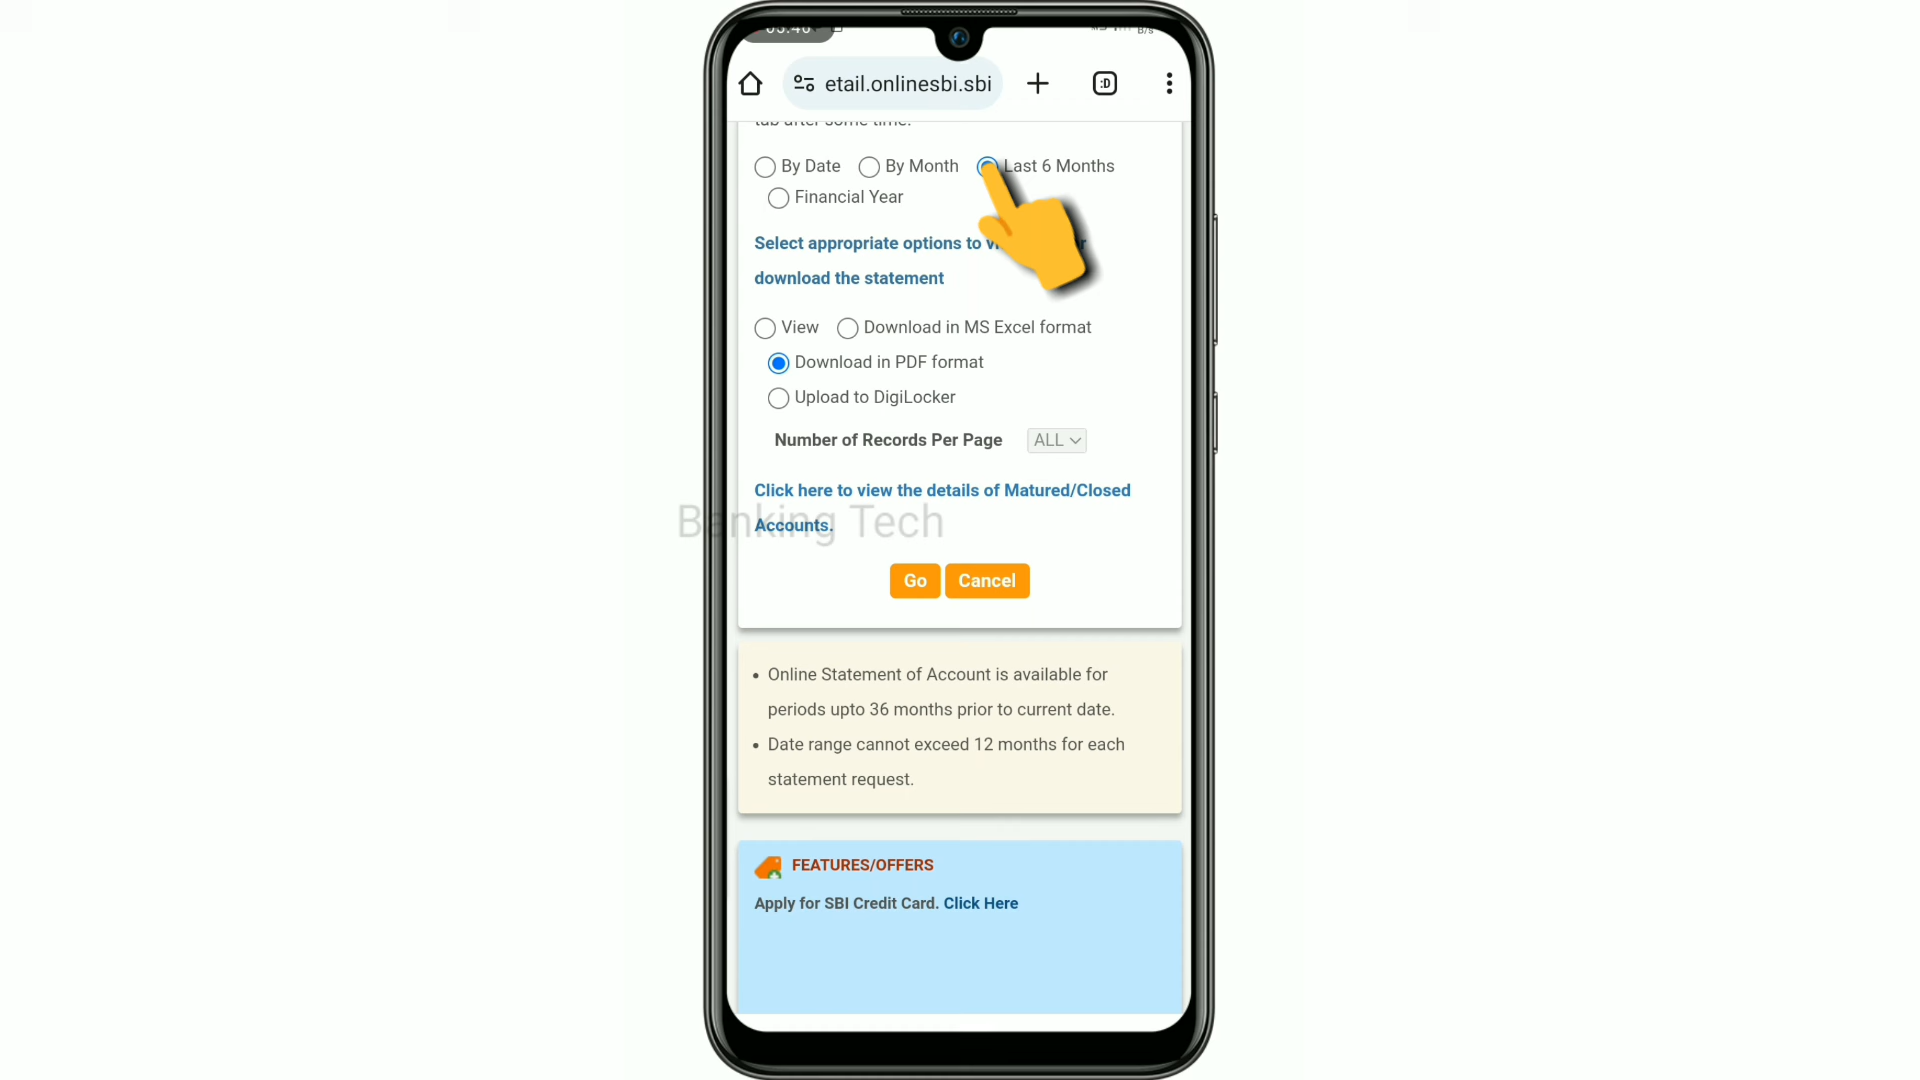 etail.onlinesbi.sbi
tab after some time.
By Date By Month Last 6 Months
Financial Year
Select appropriate options to
download the statement
View Download in MS Excel format
Download in PDF format
Upload to DigiLocker
Number of Records Per Page ALL
Click here to view the details of Matured/Closed
Accounts.
Banking Tech
Go Cancel
Online Statement of Account is available for
periods upto 36 months prior to current date.
Date range cannot exceed 12 months for each
statement request.
FEATURES/OFFERS
Apply for SBI Credit Card. Click Here